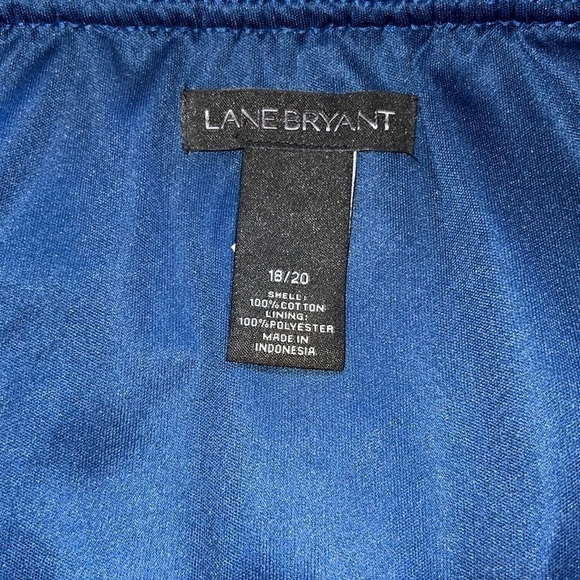 LANE BRYANT
18/20
SHELL:
100%COTTON
LINING:
100%POLYESTER
MADE IN
INDONESIA